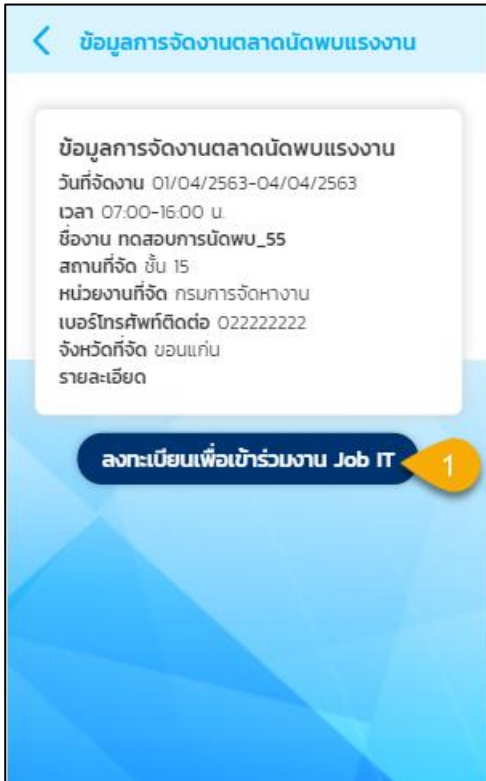 ข้อมูลการจัดงานตลาดนัดพบแรงงาน
ข้อมูลการจัดงานตลาดนัดพบแรงงาน
วันที่จัดงาน 01/04/2563-04/04/2563
เวลา 07:00-16:00 น.
ชื่องาน ทดสอบการนัดพบ_55
สถานที่จัด ชั้น 15
หน่วยงานที่จัด กรมการจัดหางาน
เบอร์โทรศัพท์ติดต่อ 022222222
จังหวัดที่จัด ขอนแก่น
รายละเอียด
ลงทะเบียนเพื่อเข้าร่วมงาน Job IT
1